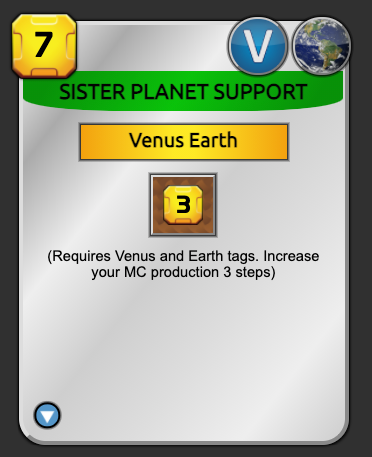 7
V
SISTER PLANET SUPPORT
Venus Earth
3
(Requires Venus and Earth tags. Increase
your MC production 3 steps)